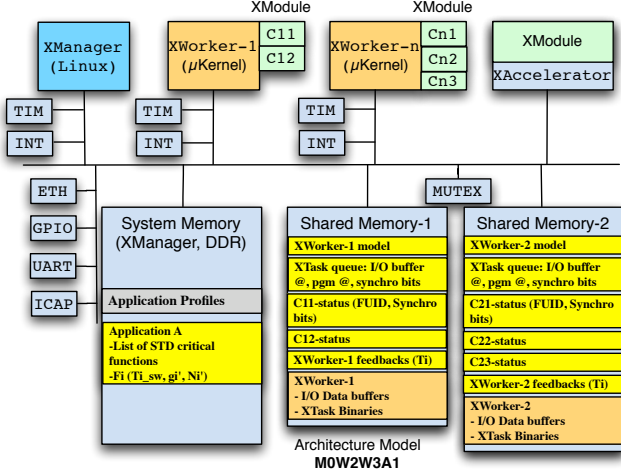 XModule
XModule
XManager
(Linux)
XWorker-1
(µKernel)
C11
C12
XWorker-n
(µKernel)
Cn1
Cn2
Cn3
XModule
XAccelerator
TIM
INT
TIM
INT
TIM
INT
ETH
GPIO
UART
ICAP
MUTEX
System Memory
(XManager, DDR)
Application Profiles
Application A
-List of STD critical
functions
-Fi (Ti_sw, gi', Ni')
Shared Memory-1
XWorker-1 model
XTask queue: I/O buffer
@, pgm @, synchro bits
C11-status (FUID, Synchro
bits)
C12-status
XWorker-1 feedbacks (Ti)
XWorker-1
- I/O Data buffers
- XTask Binaries
Shared Memory-2
XWorker-2 model
XTask queue: I/O buffer
@, pgm @, synchro bits
C21-status (FUID, Synchro
bits)
C22-status
C23-status
XWorker-2 feedbacks (Ti)
XWorker-2
- I/O Data buffers
- XTask Binaries
Architecture Model
M0W2W3A1